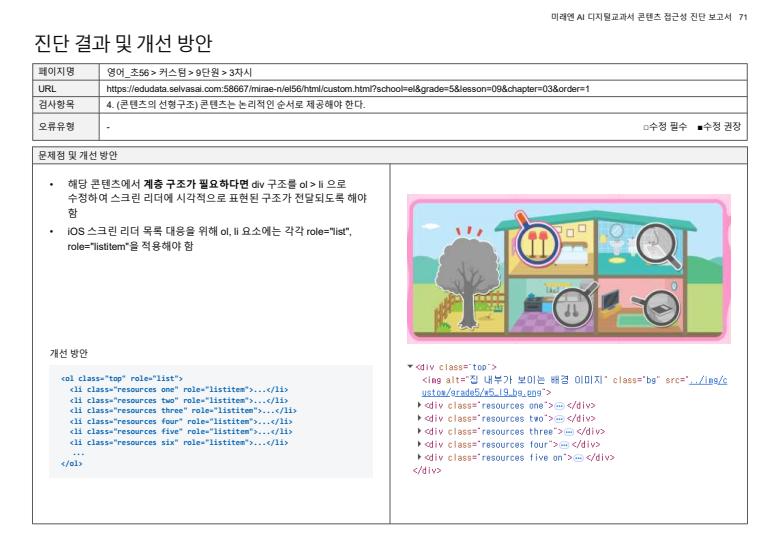 미래엔 AI 디지털교과서 콘텐츠 접근성 진단 보고서 71
진단 결과 및 개선 방안
페이지명 영어_초56 > 커스텀 > 9단원 > 3차시
URL https://edudata.selvasai.com:58667/mirae-n/el56/html/custom.html?school=el&grade=5&lesson=09&chapter=03&order=1
검사항목 4. (콘텐츠의 선형구조) 콘텐츠는 논리적인 순서로 제공해야 한다.
오류유형 - □수정 필수 ■수정 권장
문제점 및 개선 방안
• 해당 콘텐츠에서 계층 구조가 필요하다면 div 구조를 ol > li 으로
수정하여 스크린 리더에 시각적으로 표현된 구조가 전달되도록 해야
함
• iOS 스크린 리더 목록 대응을 위해 ol, li 요소에는 각각 role="list",
role="listitem"을 적용해야 함
개선 방안
<ol class="top" role="list">
<li class="resources one" role="listitem">...</li>
<li class="resources two" role="listitem">...</li>
<li class="resources three" role="listitem">...</li>
<li class="resources four" role="listitem">...</li>
<li class="resources five" role="listitem">...</li>
<li class="resources six" role="listitem">...</li>
...
</ol>
▼<div class="top">
<img alt="집 내부가 보이는 배경 이미지" class="bg" src="../img/c
ustom/grade5/w5_l9_bg.png">
▶<div class="resources one">⋯</div>
▶<div class="resources two">⋯</div>
▶<div class="resources three">⋯</div>
▶<div class="resources four">⋯</div>
▶<div class="resources five on">⋯</div>
</div>